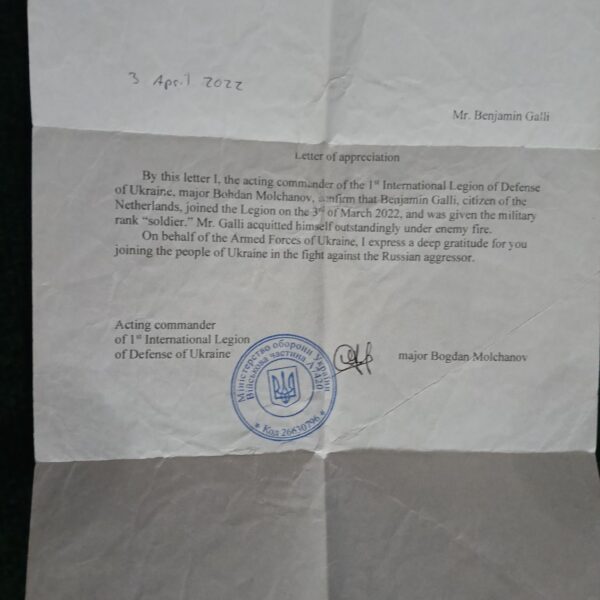 3 April 2022
Mr. Benjamin Galli
Letter of appreciation
By this letter I, the acting commander of the 1st International Legion of Defense
of Ukraine, major Bohdan Molchanov, confirm that Benjamin Galli, citizen of the
Netherlands, joined the Legion on the 3rd of March 2022, and was given the military
rank “soldier.” Mr. Galli acquitted himself outstandingly under enemy fire.
On behalf of the Armed Forces of Ukraine, I express a deep gratitude for you
joining the people of Ukraine in the fight against the Russian aggressor.
Acting commander
of 1st International Legion
of Defense of Ukraine
major Bogdan Molchanov
Міністерство оборони України
Військова частина А7420
* Код 26630796 *